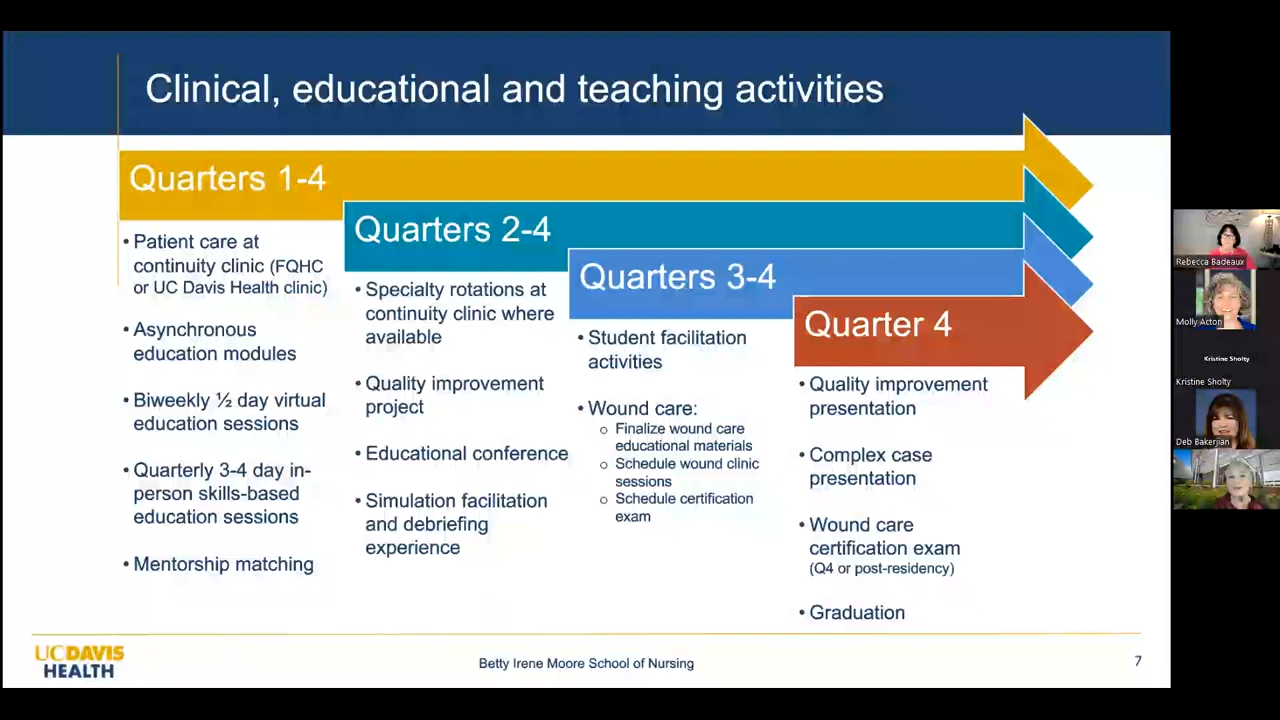 Clinical, educational and teaching activities
Quarters 1-4
• Patient care at
continuity clinic (FQHC
or UC Davis Health clinic)
• Asynchronous
education modules
• Biweekly ½ day virtual
education sessions
• Quarterly 3-4 day in-
person skills-based
education sessions
• Mentorship matching
Quarters 2-4
• Specialty rotations at
continuity clinic where
available
• Quality improvement
project
• Educational conference
• Simulation facilitation
and debriefing
experience
Quarters 3-4
• Student facilitation
activities
• Wound care:
o Finalize wound care
educational materials
o Schedule wound clinic
sessions
o Schedule certification
exam
Quarter 4
• Quality improvement
presentation
• Complex case
presentation
• Wound care
certification exam
(Q4 or post-residency)
• Graduation
UCDAVIS
HEALTH
Betty Irene Moore School of Nursing
7
Rebecca Badeaux
Molly Acton
Kristine Sholty
Kristine Sholty
Deb Bakerjian